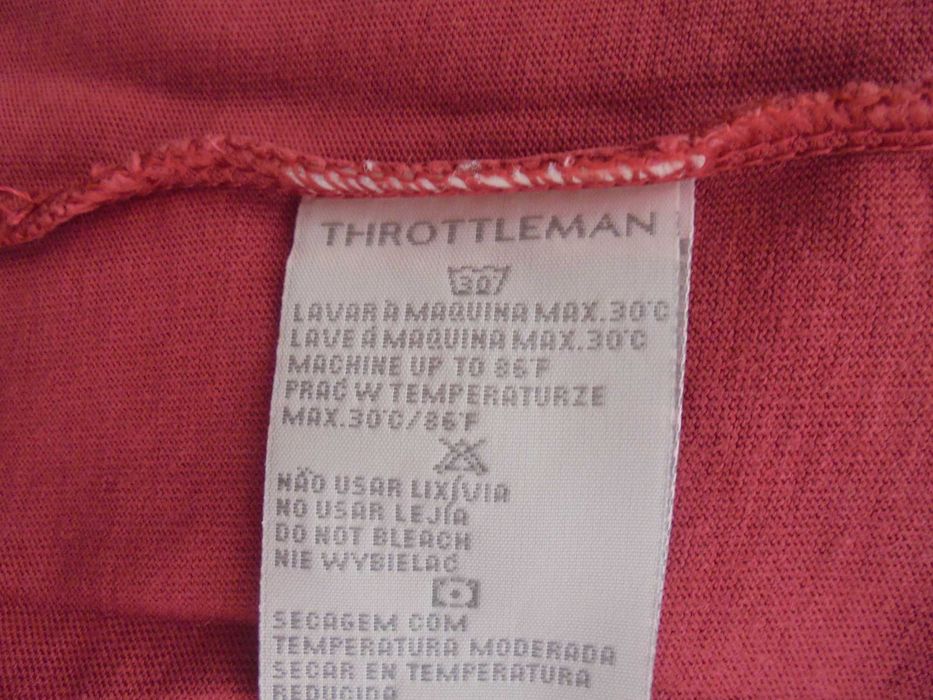 THROTTLEMAN
30
LAVAR À MAQUINA MAX.30°C
LAVE Á MAQUINA MAX.30°C
MACHINE UP TO 86°F
PRAĆ W TEMPERATURZE
MAX.30°C/86°F
NÃO USAR LIXÍVIA
NO USAR LEJÍA
DO NOT BLEACH
NIE WYBIELAĆ
SECAGEM COM
TEMPERATURA MODERADA
SECAR EN TEMPERATURA
REDUCIDA